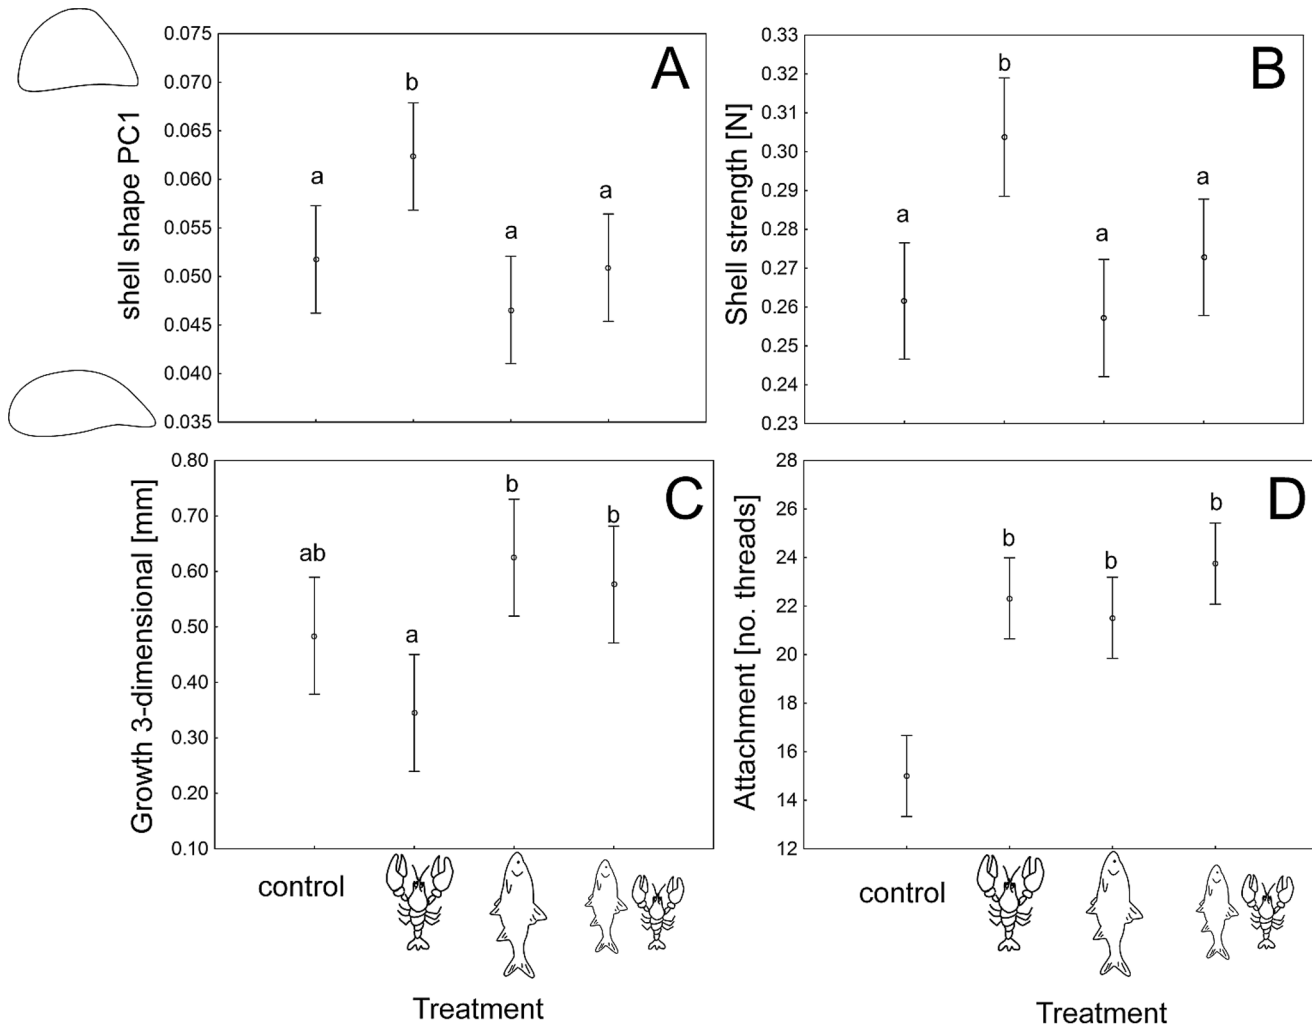 A
shell shape PC1
0.075
0.070
0.065
0.060
0.055
0.050
0.045
0.040
0.035
a
b
a
a
B
Shell strength [N]
0.33
0.32
0.31
0.30
0.29
0.28
0.27
0.26
0.25
0.24
0.23
a
b
a
a
C
Growth 3-dimensional [mm]
0.80
0.70
0.60
0.50
0.40
0.30
0.20
0.10
ab
a
b
b
control
Treatment
D
Attachment [no. threads]
28
26
24
22
20
18
16
14
12
b
b
b
control
Treatment